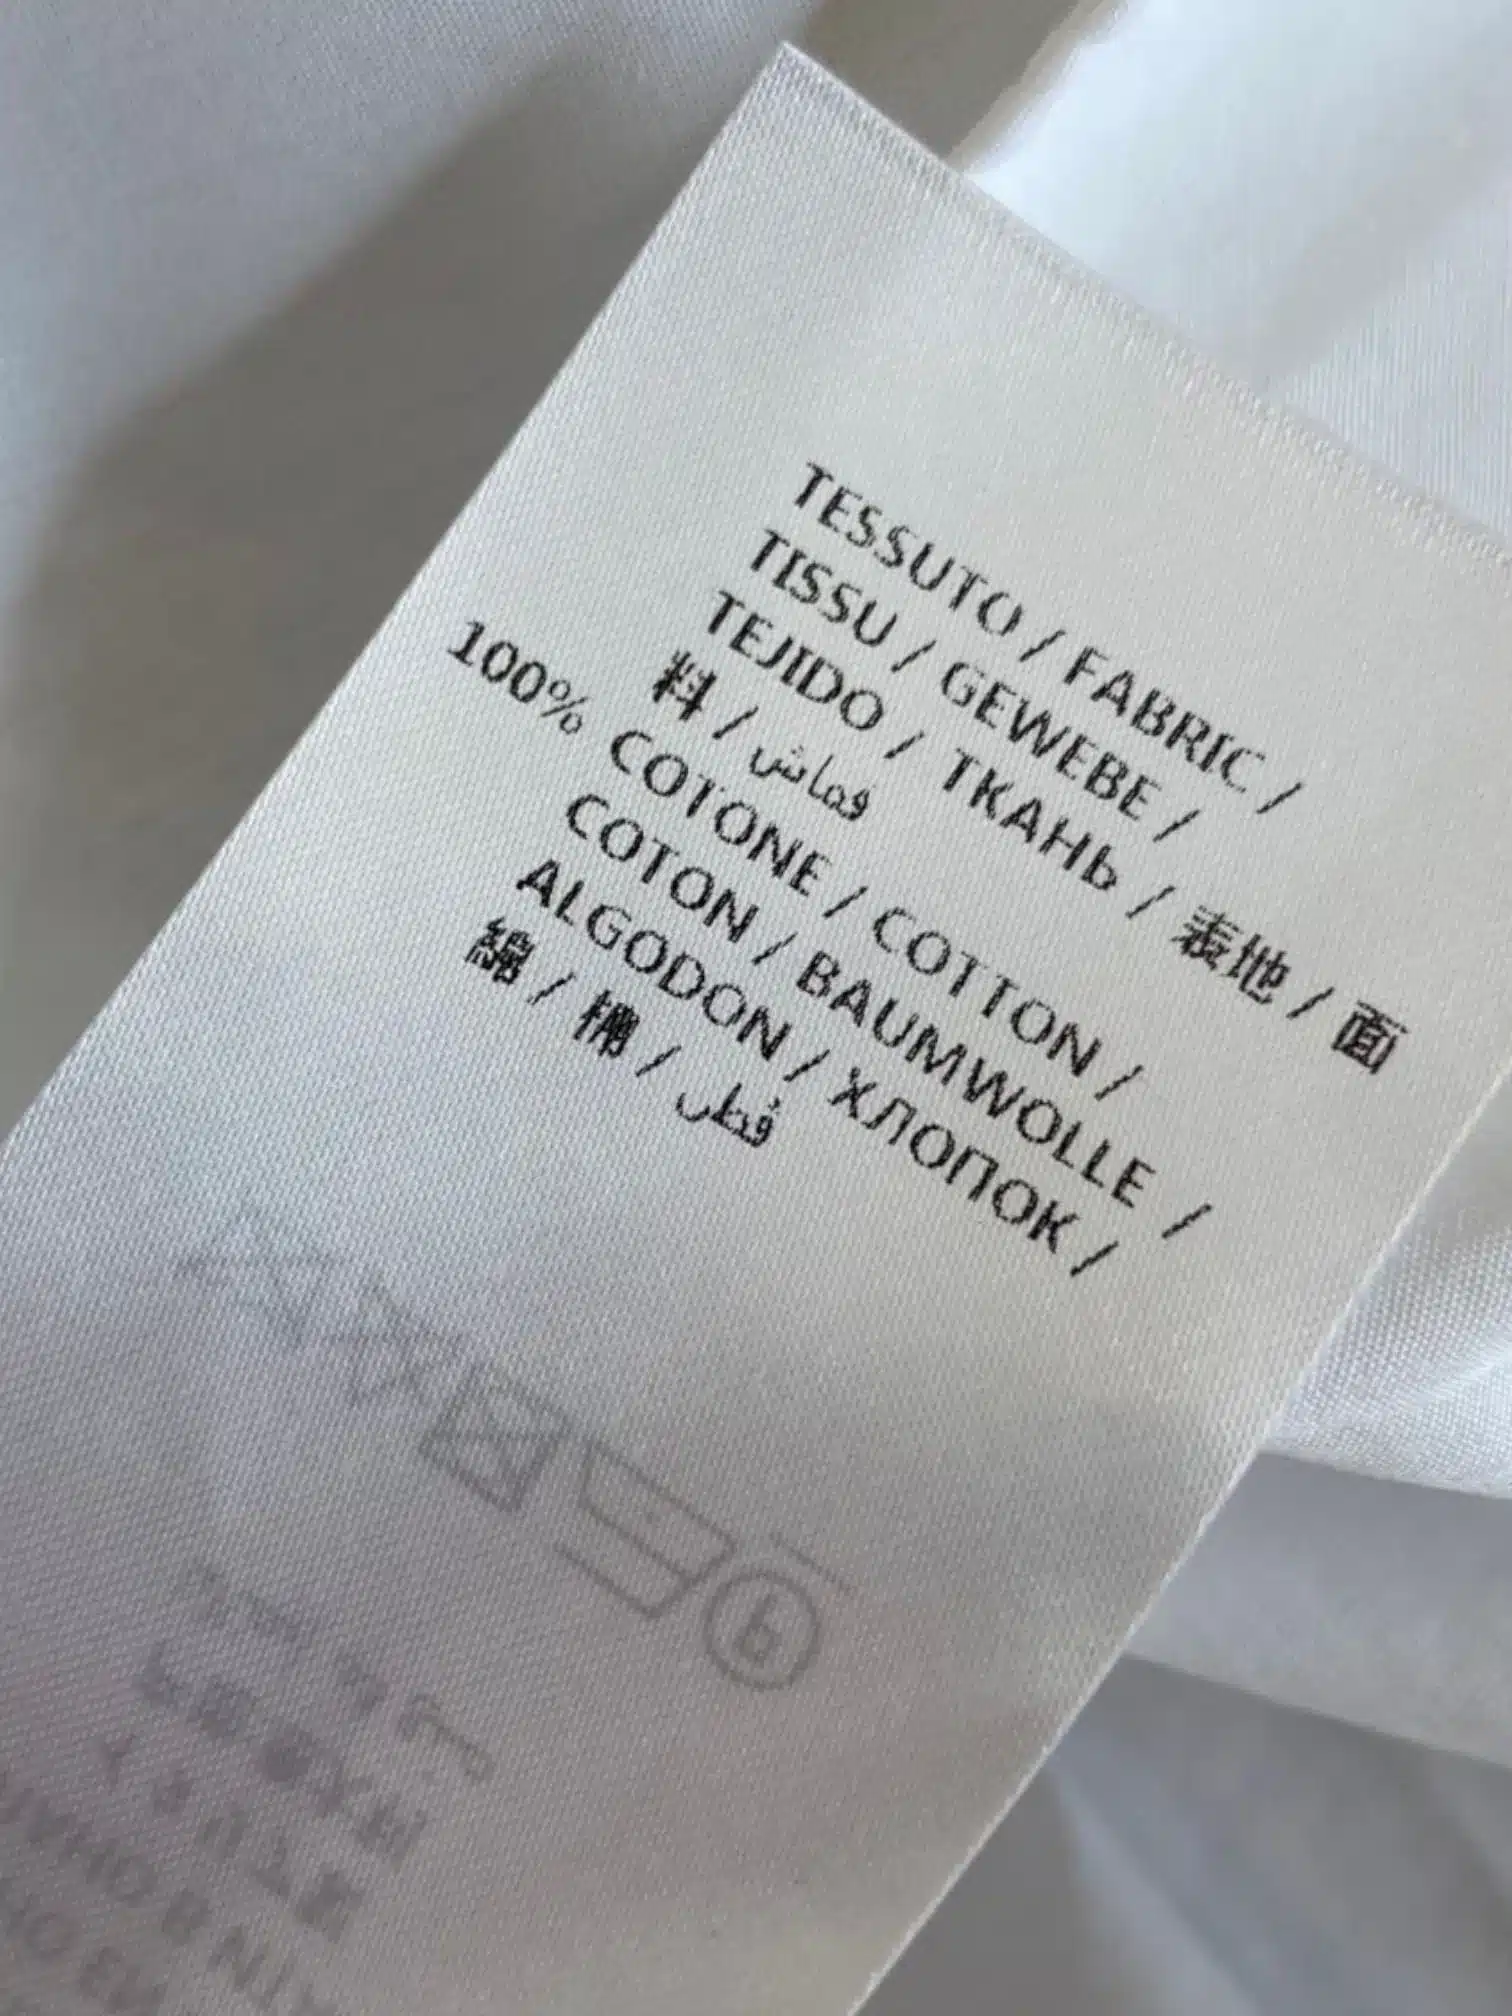 TESSUTO / FABRIC /
TISSU / GEWEBE /
TEJIDO / ТКАНЬ / 表地 / 面
料 / قماش
100% COTONE / COTTON /
COTON / BAUMWOLLE /
ALGODON / ХЛОПОК /
綿 / 棉 / قطن